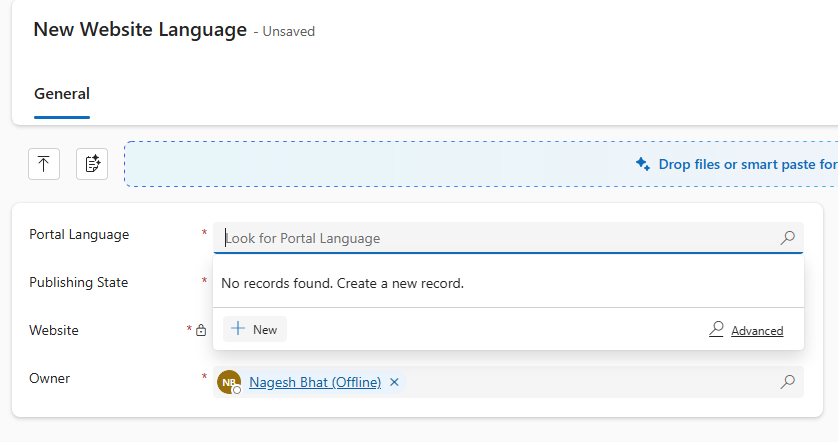 New Website Language - Unsaved
General
Drop files or smart paste for
Portal Language * Look for Portal Language
Publishing State * No records found. Create a new record.
Website * New Advanced
Owner * NB Nagesh Bhat (Offline)